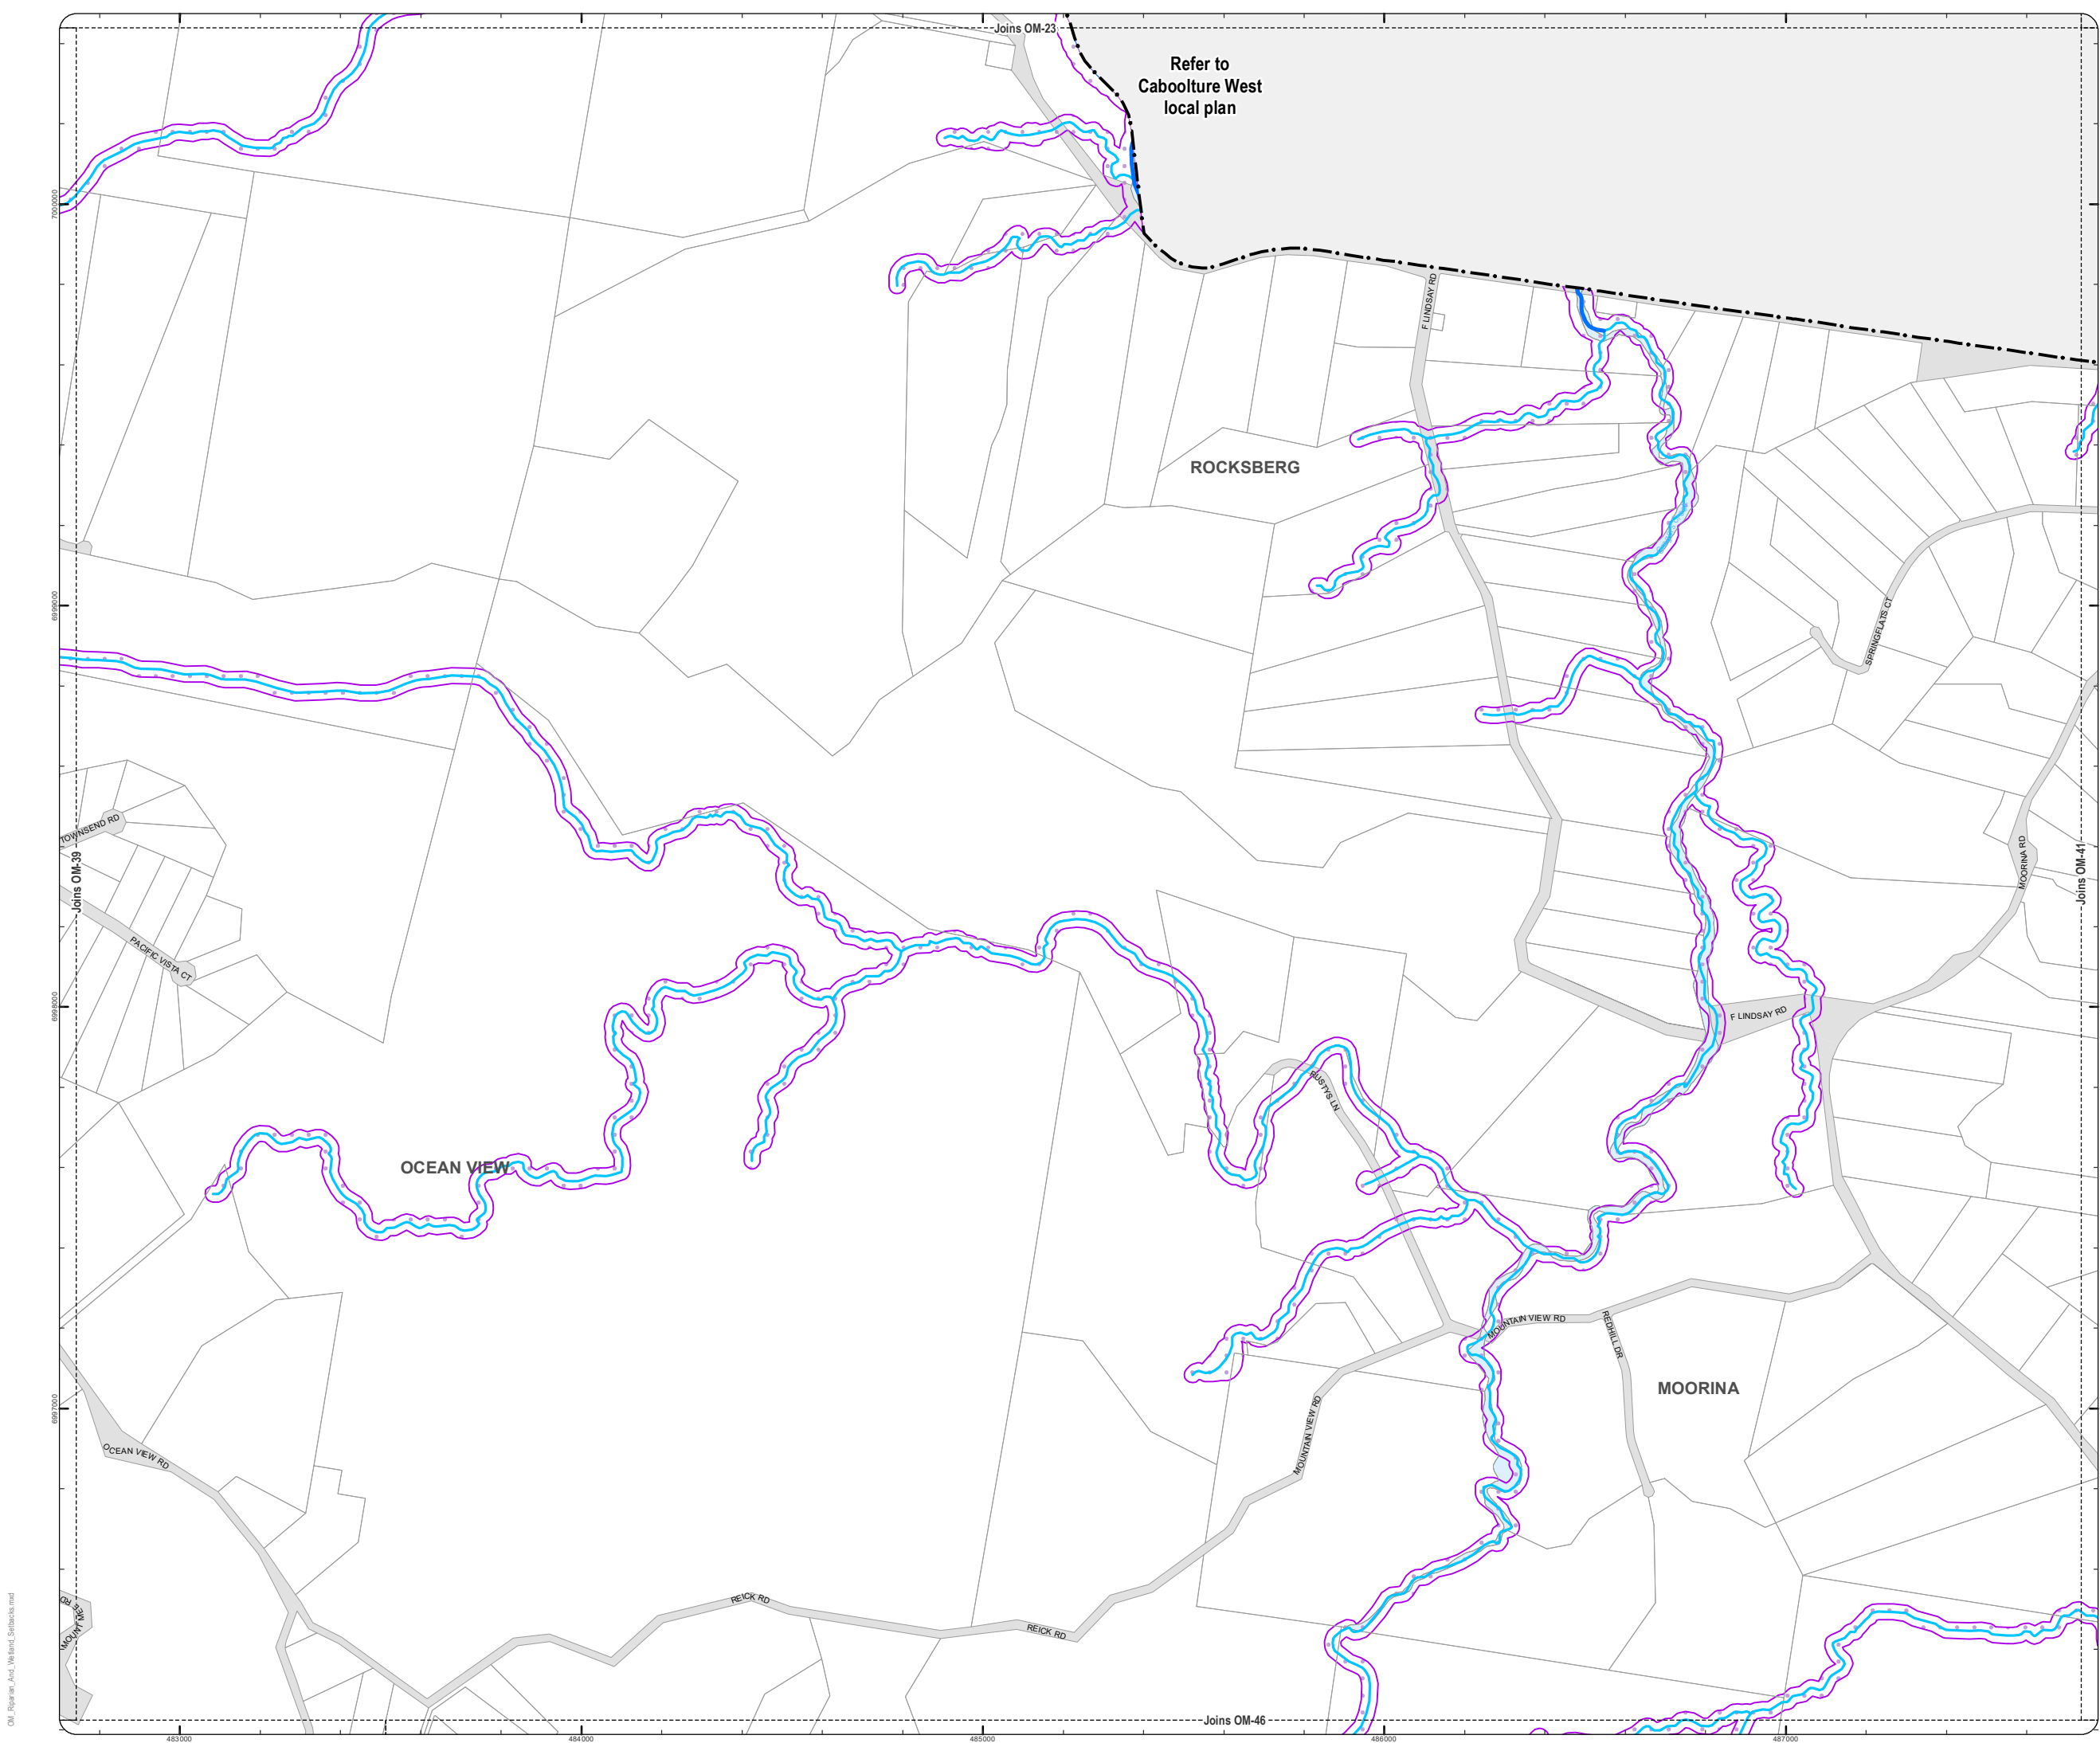 Joins OM-23
Refer to
Caboolture West
local plan
7000000
F LINDSAY RD
ROCKSBERG
6999000
SPRINGFLATS CT
TOWNSEND RD
Joins OM-39
MOORINA RD
Joins OM-41
PACIFIC VISTA CT
6998000
F LINDSAY RD
RUSTYS LN
OCEAN VIEW
MOUNTAIN VIEW RD
REDHILL DR
MOORINA
6997000
MOUNTAIN VIEW RD
OCEAN VIEW RD
MOUNT MEE RD
REICK RD
REICK RD
OM_Riparian_And_Wetland_Setbacks.mxd
Joins OM-46
483000
484000
485000
486000
487000